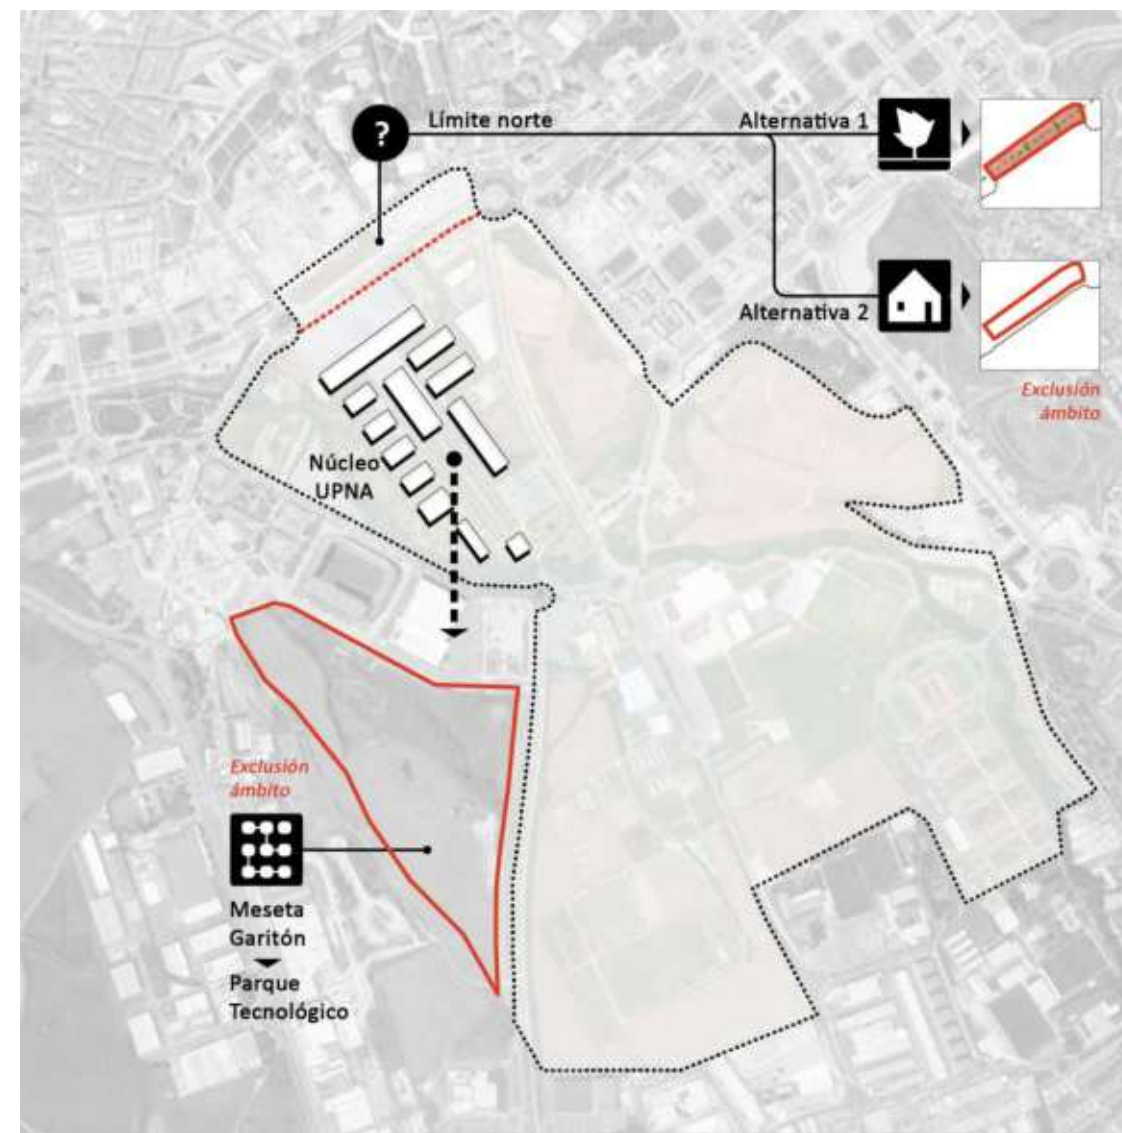 ?
Límite norte
Alternativa 1
Alternativa 2
Exclusión
ámbito
Núcleo
UPNA
Exclusión
ámbito
Meseta
Garitón
Parque
Tecnológico